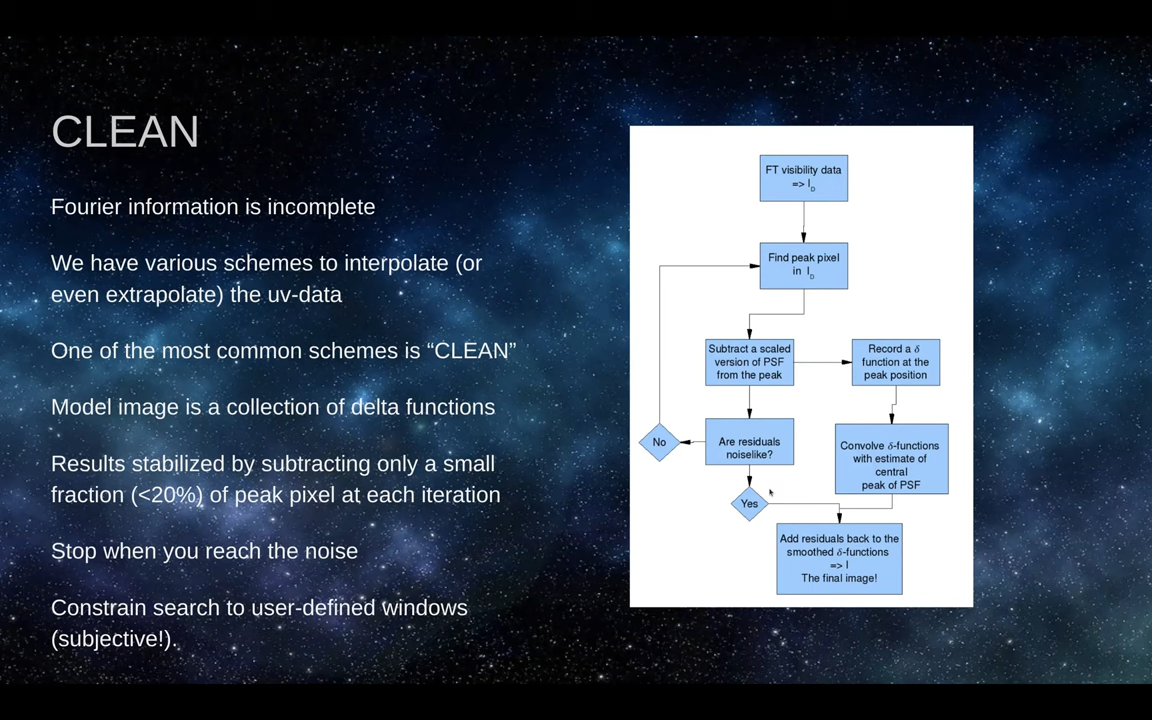 CLEAN
Fourier information is incomplete
We have various schemes to interpolate (or
even extrapolate) the uv-data
One of the most common schemes is “CLEAN”
Model image is a collection of delta functions
Results stabilized by subtracting only a small
fraction (<20%) of peak pixel at each iteration
Stop when you reach the noise
Constrain search to user-defined windows
(subjective!).
FT visibility data
=> I_D
Find peak pixel
in I_D
Subtract a scaled
version of PSF
from the peak
Record a δ
function at the
peak position
No
Are residuals
noiselike?
Convolve δ-functions
with estimate of
central
peak of PSF
Yes
Add residuals back to the
smoothed δ-functions
=> I
The final image!